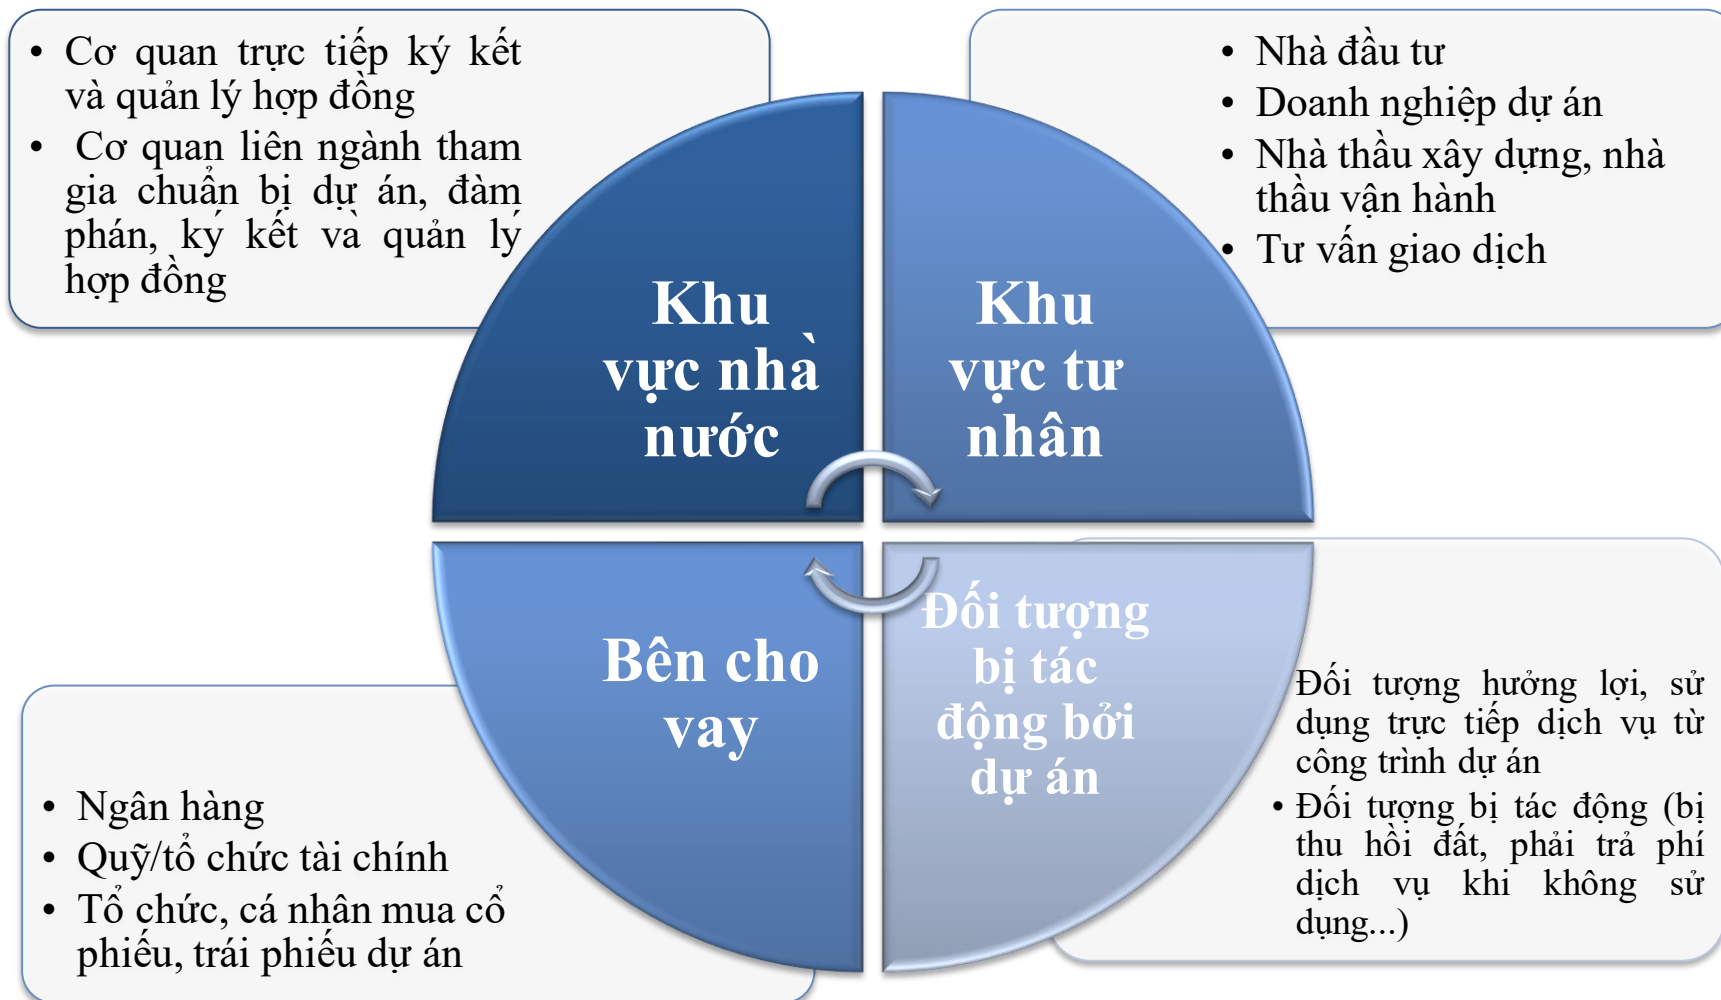 • Cơ quan trực tiếp ký kết
và quản lý hợp đồng
• Cơ quan liên ngành tham
gia chuẩn bị dự án, đàm
phán, ký kết và quản lý
hợp đồng
• Nhà đầu tư
• Doanh nghiệp dự án
• Nhà thầu xây dựng, nhà
thầu vận hành
• Tư vấn giao dịch
Khu
vực nhà
nước
Khu
vực tư
nhân
Bên cho
vay
Đối tượng
bị tác
động bởi
dự án
• Ngân hàng
• Quỹ/tổ chức tài chính
• Tổ chức, cá nhân mua cổ
phiếu, trái phiếu dự án
Đối tượng hưởng lợi, sử
dụng trực tiếp dịch vụ từ
công trình dự án
• Đối tượng bị tác động (bị
thu hồi đất, phải trả phí
dịch vụ khi không sử
dụng...)